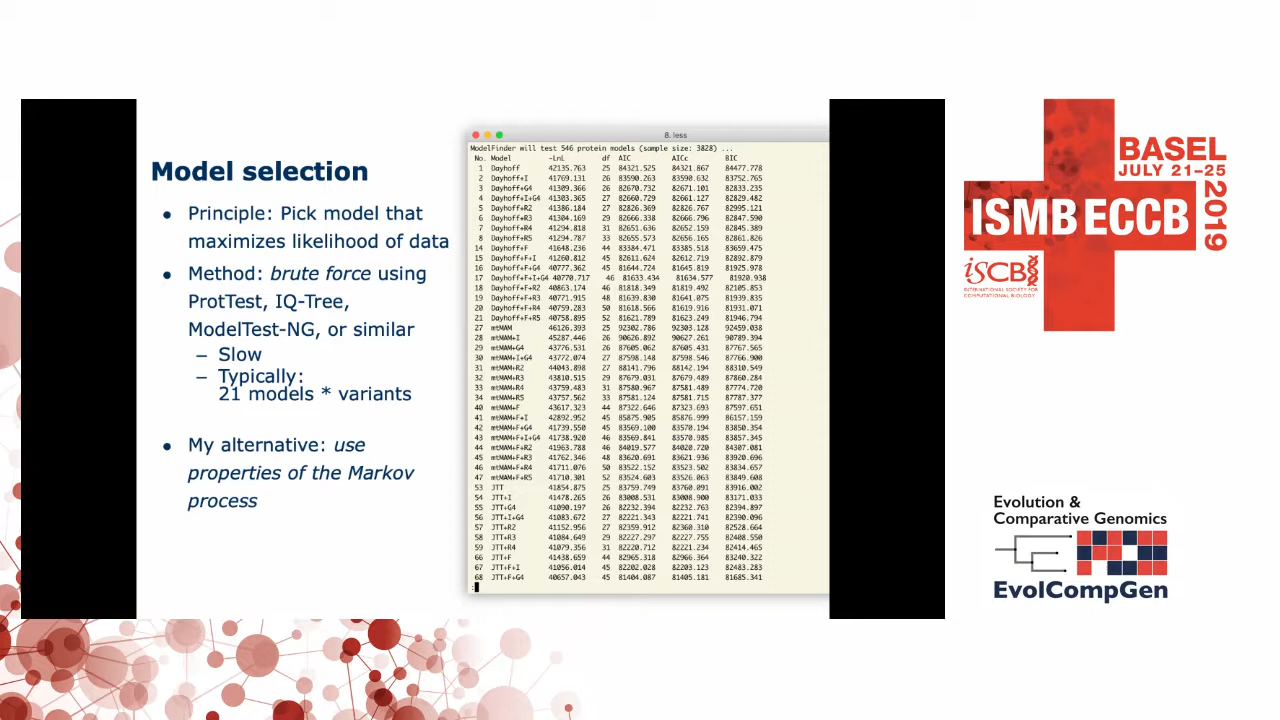 Model selection
• Principle: Pick model that
maximizes likelihood of data
• Method: brute force using
ProtTest, IQ-Tree,
ModelTest-NG, or similar
– Slow
– Typically:
21 models * variants
• My alternative: use
properties of the Markov
process
8. less
ModelFinder will test 546 protein models (sample size: 3828) ...
No. Model -LnL df AIC AICc BIC
1 Dayhoff 42135.763 25 84321.525 84321.867 84477.778
2 Dayhoff+I 41769.131 26 83590.263 83590.632 83752.765
3 Dayhoff+G4 41309.366 26 82670.732 82671.101 82833.235
4 Dayhoff+I+G4 41303.365 27 82660.729 82661.127 82829.482
5 Dayhoff+R2 41386.184 27 82826.369 82826.767 82995.121
6 Dayhoff+R3 41304.169 29 82666.338 82666.796 82847.590
7 Dayhoff+R4 41294.818 31 82651.636 82652.159 82845.389
8 Dayhoff+R5 41294.787 33 82655.573 82656.165 82861.826
14 Dayhoff+F 41648.236 44 83384.471 83385.518 83659.475
15 Dayhoff+F+I 41260.812 45 82611.624 82612.719 82892.879
16 Dayhoff+F+G4 40777.362 45 81644.724 81645.819 81925.978
17 Dayhoff+F+I+G4 40770.717 46 81633.434 81634.577 81920.938
18 Dayhoff+F+R2 40863.174 46 81818.349 81819.492 82105.853
19 Dayhoff+F+R3 40771.915 48 81639.830 81641.075 81939.835
20 Dayhoff+F+R4 40759.283 50 81618.566 81619.916 81931.071
21 Dayhoff+F+R5 40758.895 52 81621.789 81623.249 81946.794
27 mtMAM 46126.393 25 92302.786 92303.128 92459.038
28 mtMAM+I 45287.446 26 90626.892 90627.261 90789.394
29 mtMAM+G4 43776.531 26 87605.062 87605.431 87767.565
30 mtMAM+I+G4 43772.074 27 87598.148 87598.546 87766.900
31 mtMAM+R2 44043.898 27 88141.796 88142.194 88310.549
32 mtMAM+R3 43810.515 29 87679.031 87679.489 87860.284
33 mtMAM+R4 43759.483 31 87580.967 87581.489 87774.720
34 mtMAM+R5 43757.562 33 87581.124 87581.715 87787.377
40 mtMAM+F 43617.323 44 87322.646 87323.693 87597.651
41 mtMAM+F+I 42892.952 45 85875.905 85876.999 86157.159
42 mtMAM+F+G4 41739.550 45 83569.100 83570.194 83850.354
43 mtMAM+F+I+G4 41738.920 46 83569.841 83570.985 83857.345
44 mtMAM+F+R2 41963.788 46 84019.577 84020.720 84307.081
45 mtMAM+F+R3 41762.346 48 83620.691 83621.936 83920.696
46 mtMAM+F+R4 41711.076 50 83522.152 83523.502 83834.657
47 mtMAM+F+R5 41710.301 52 83524.603 83526.063 83849.608
53 JTT 41854.875 25 83759.749 83760.091 83916.002
54 JTT+I 41478.265 26 83008.531 83008.900 83171.033
55 JTT+G4 41090.197 26 82232.394 82232.763 82394.897
56 JTT+I+G4 41083.672 27 82221.343 82221.741 82390.096
57 JTT+R2 41152.956 27 82359.912 82360.310 82528.664
58 JTT+R3 41084.649 29 82227.297 82227.755 82408.550
59 JTT+R4 41079.356 31 82220.712 82221.234 82414.465
66 JTT+F 41438.659 44 82965.318 82966.364 83240.322
67 JTT+F+I 41056.014 45 82202.028 82203.123 82483.283
68 JTT+F+G4 40657.043 45 81404.087 81405.181 81685.341
:
BASEL
JULY 21–25
2019
ISMB ECCB
iSCB
INTERNATIONAL SOCIETY FOR
COMPUTATIONAL BIOLOGY
Evolution &
Comparative Genomics
EvolCompGen